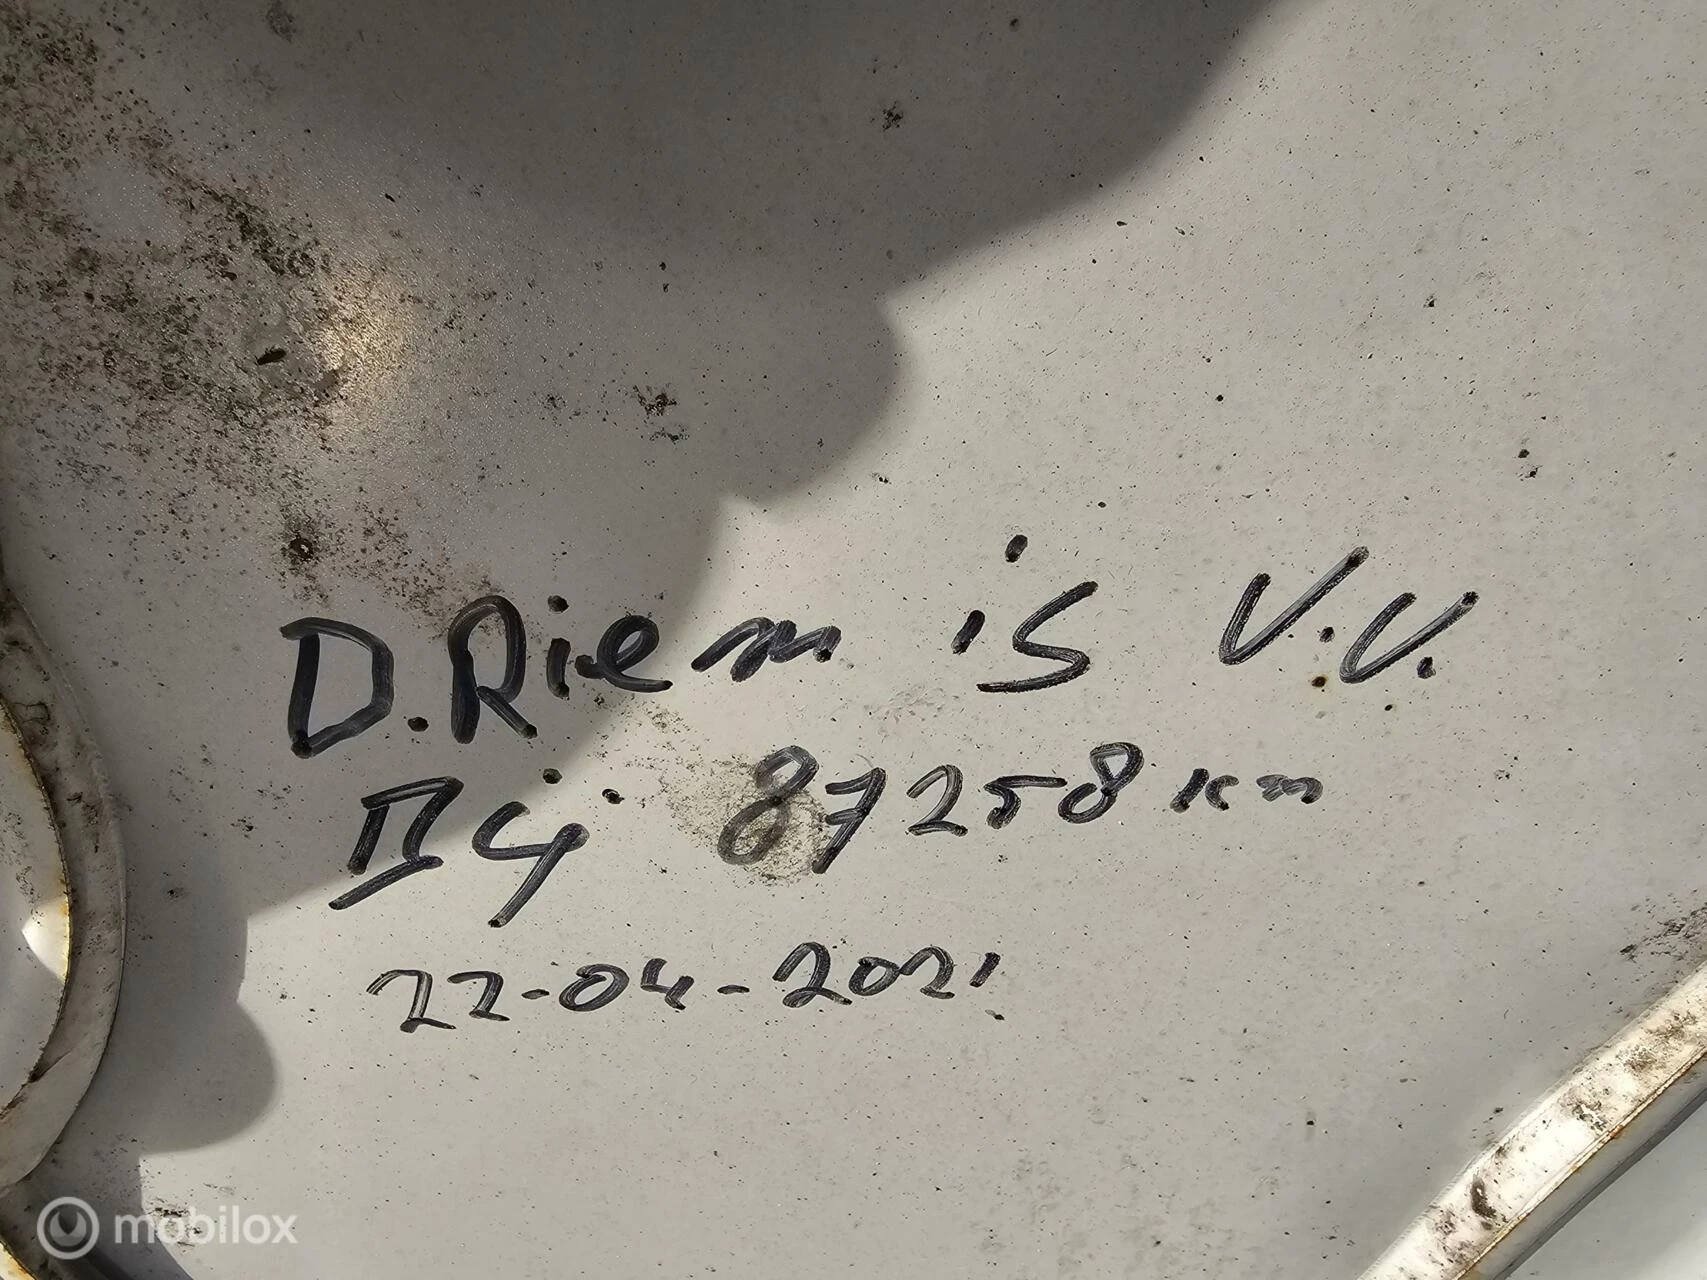 D.Riem is V.V.
Bij 87258 km
22-04-2021
mobilox